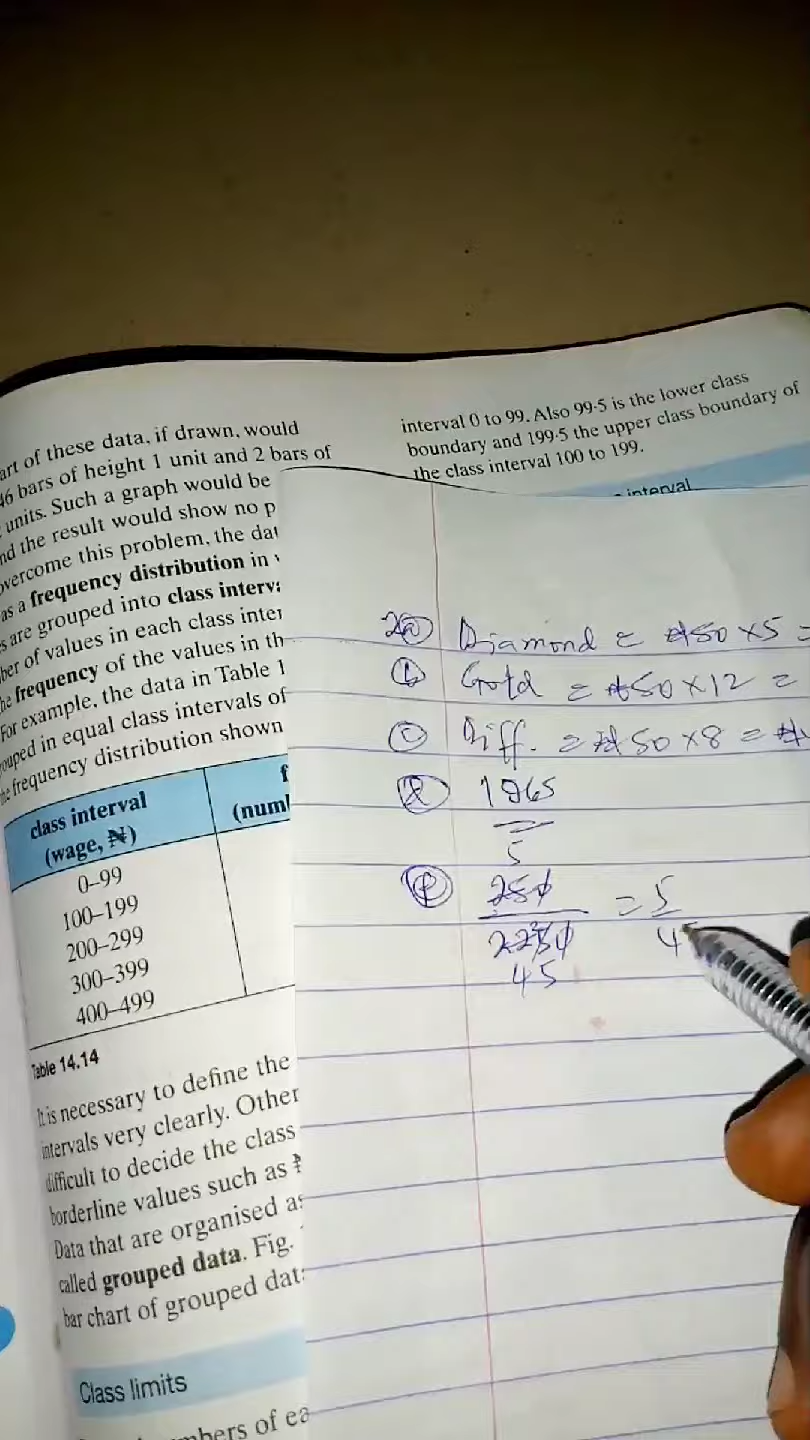 art of these data, if drawn, would
46 bars of height 1 unit and 2 bars of
units. Such a graph would be
nd the result would show no p
vercome this problem, the dat
as a frequency distribution in
s are grouped into class interva
ber of values in each class inter
he frequency of the values in th
For example, the data in Table 1
ouped in equal class intervals of
he frequency distribution shown
class interval
(wage, ₦)
f
(numl
0–99
100–199
200–299
300–399
400–499
Table 14.14
It is necessary to define the
intervals very clearly. Other
difficult to decide the class
borderline values such as ₦
Data that are organised as
called grouped data. Fig.
bar chart of grouped dat
Class limits
mbers of ea
interval 0 to 99. Also 99·5 is the lower class
boundary and 199·5 the upper class boundary of
the class interval 100 to 199.
interval
2 a Diamond = ₦50 × 5 =
b Gold = ₦50 × 12 =
c Diff. = ₦50 × 8 = ₦
1965
5
250 = 5
2250 45
45